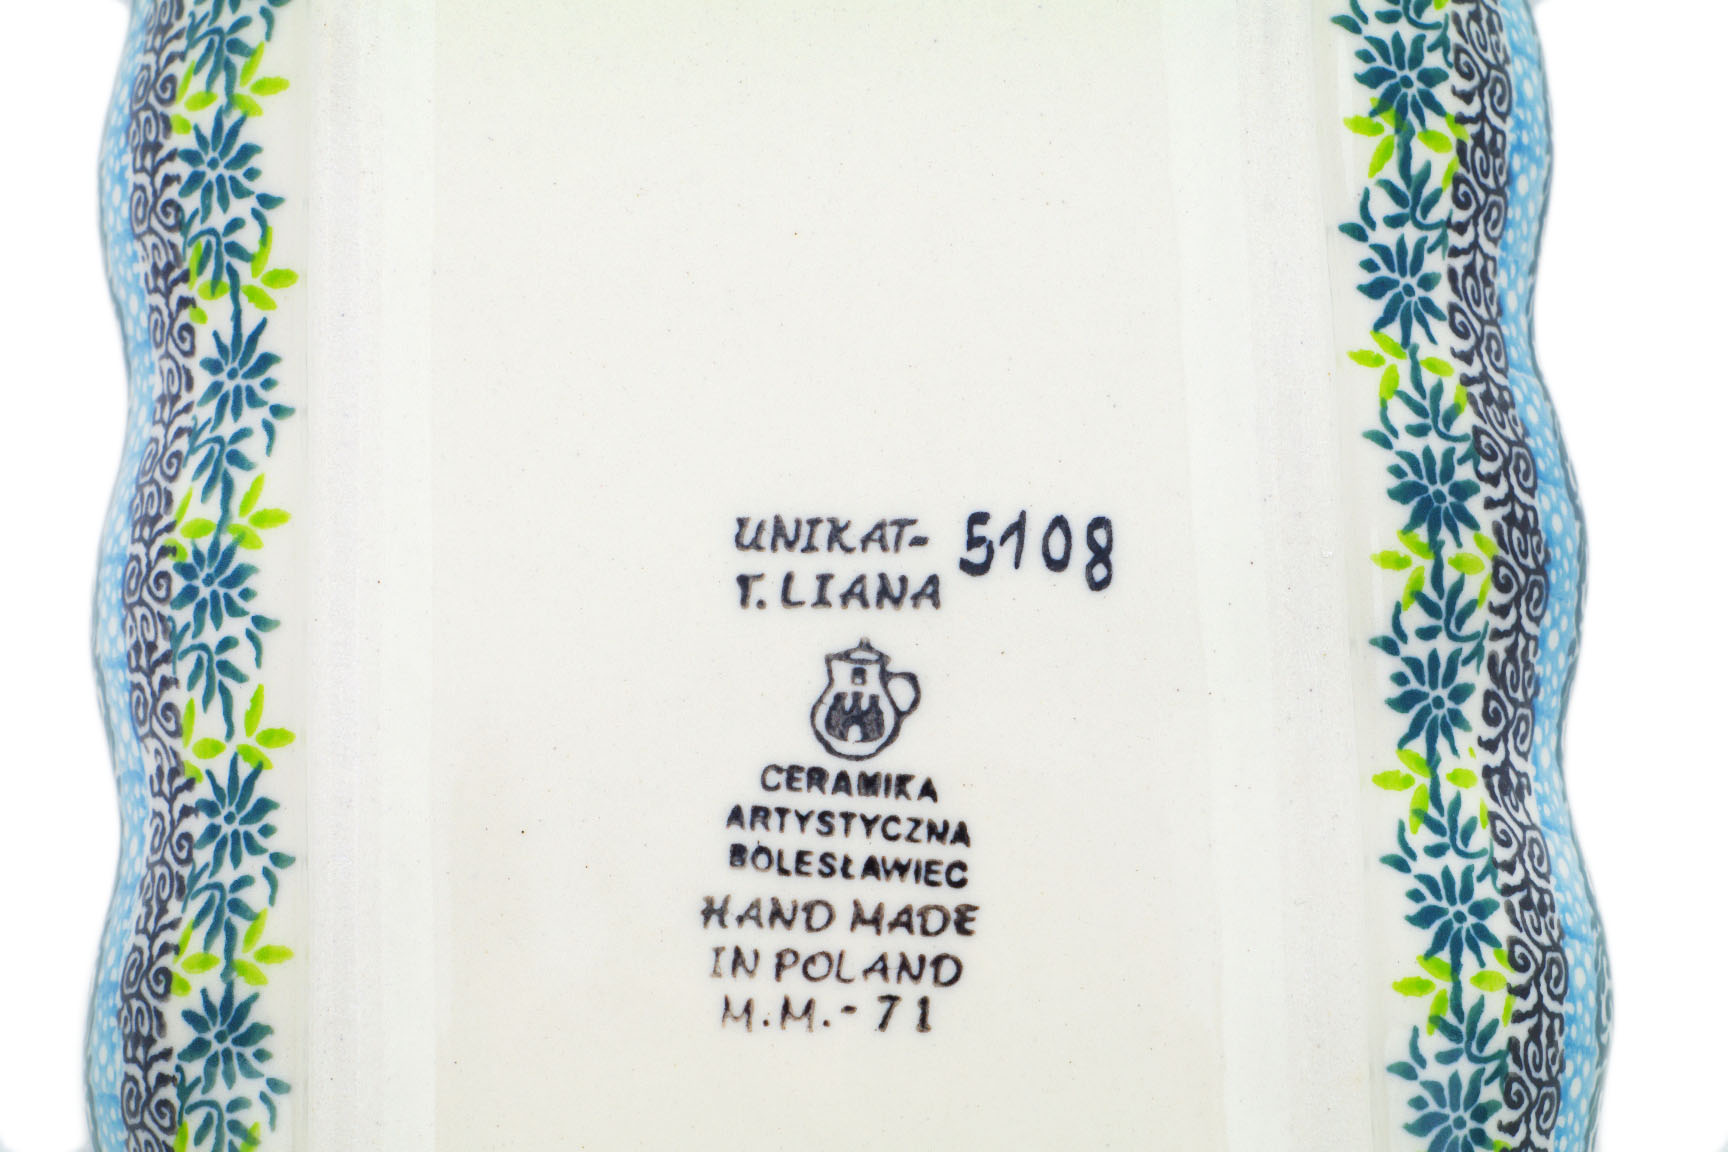 UNIKAT- 5108
T. LIANA
CERAMIKA
ARTYSTYCZNA
BOLESŁAWIEC
HAND MADE
IN POLAND
M.M.-71